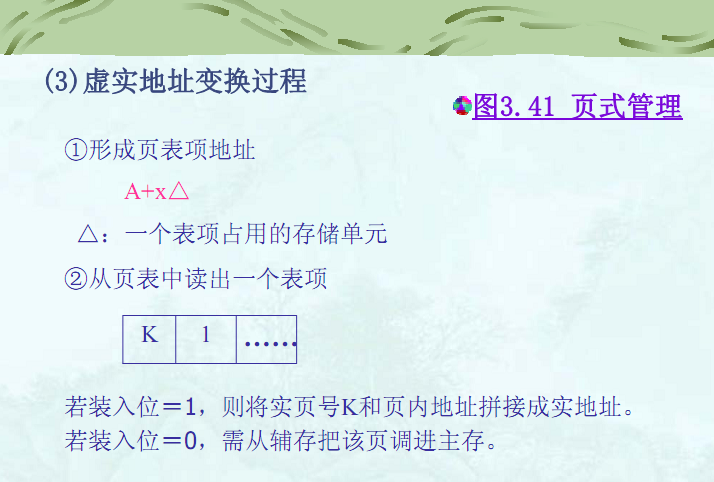 (3)虚实地址变换过程
图3.41 页式管理
①形成页表项地址
A+x△
△：一个表项占用的存储单元
②从页表中读出一个表项
K 1 ……
若装入位＝1，则将实页号K和页内地址拼接成实地址。
若装入位＝0，需从辅存把该页调进主存。